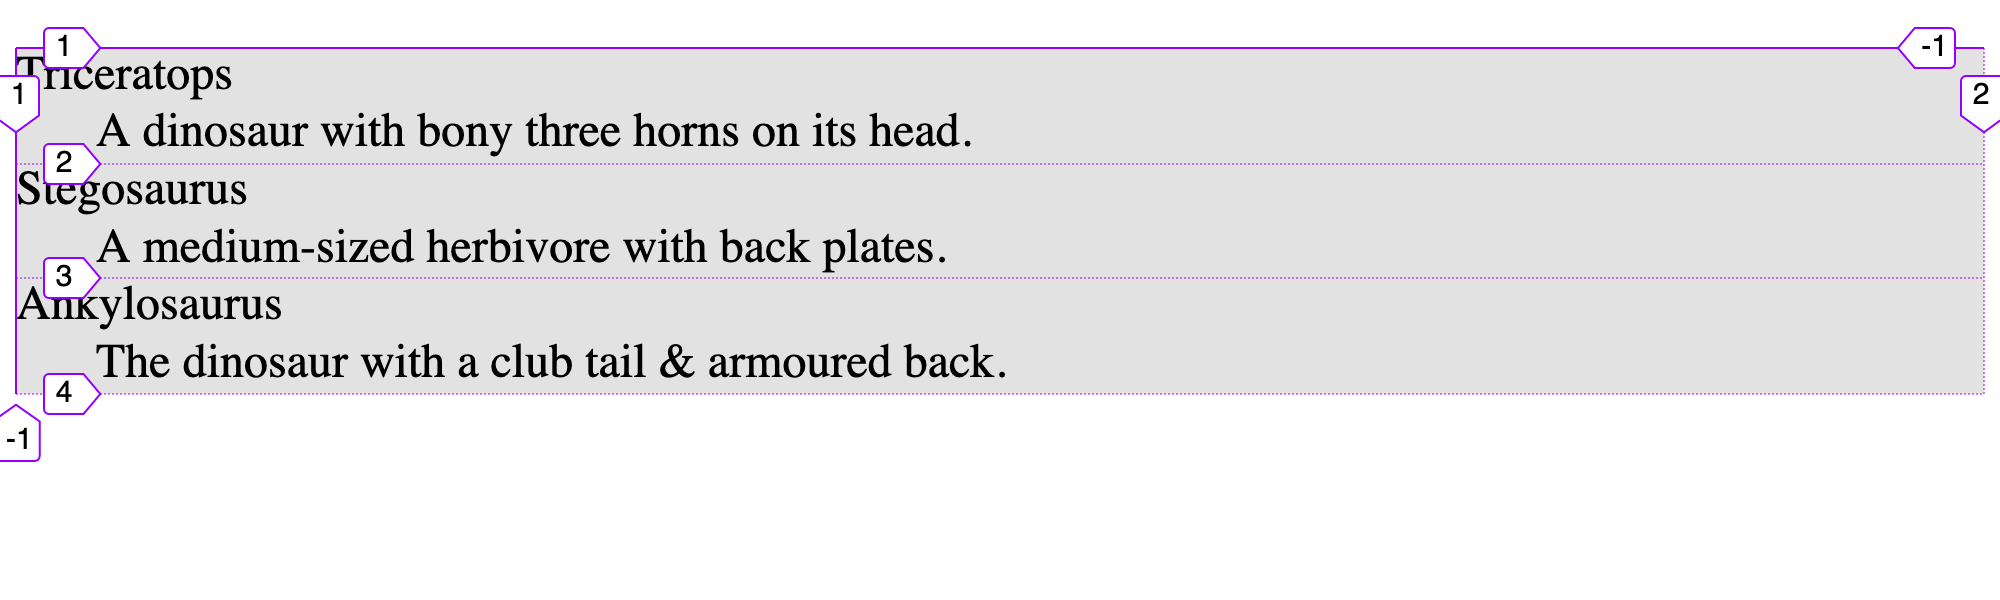 1
-1
Triceratops
1
2
A dinosaur with bony three horns on its head.
2
Stegosaurus
A medium-sized herbivore with back plates.
3
Ankylosaurus
The dinosaur with a club tail & armoured back.
4
-1